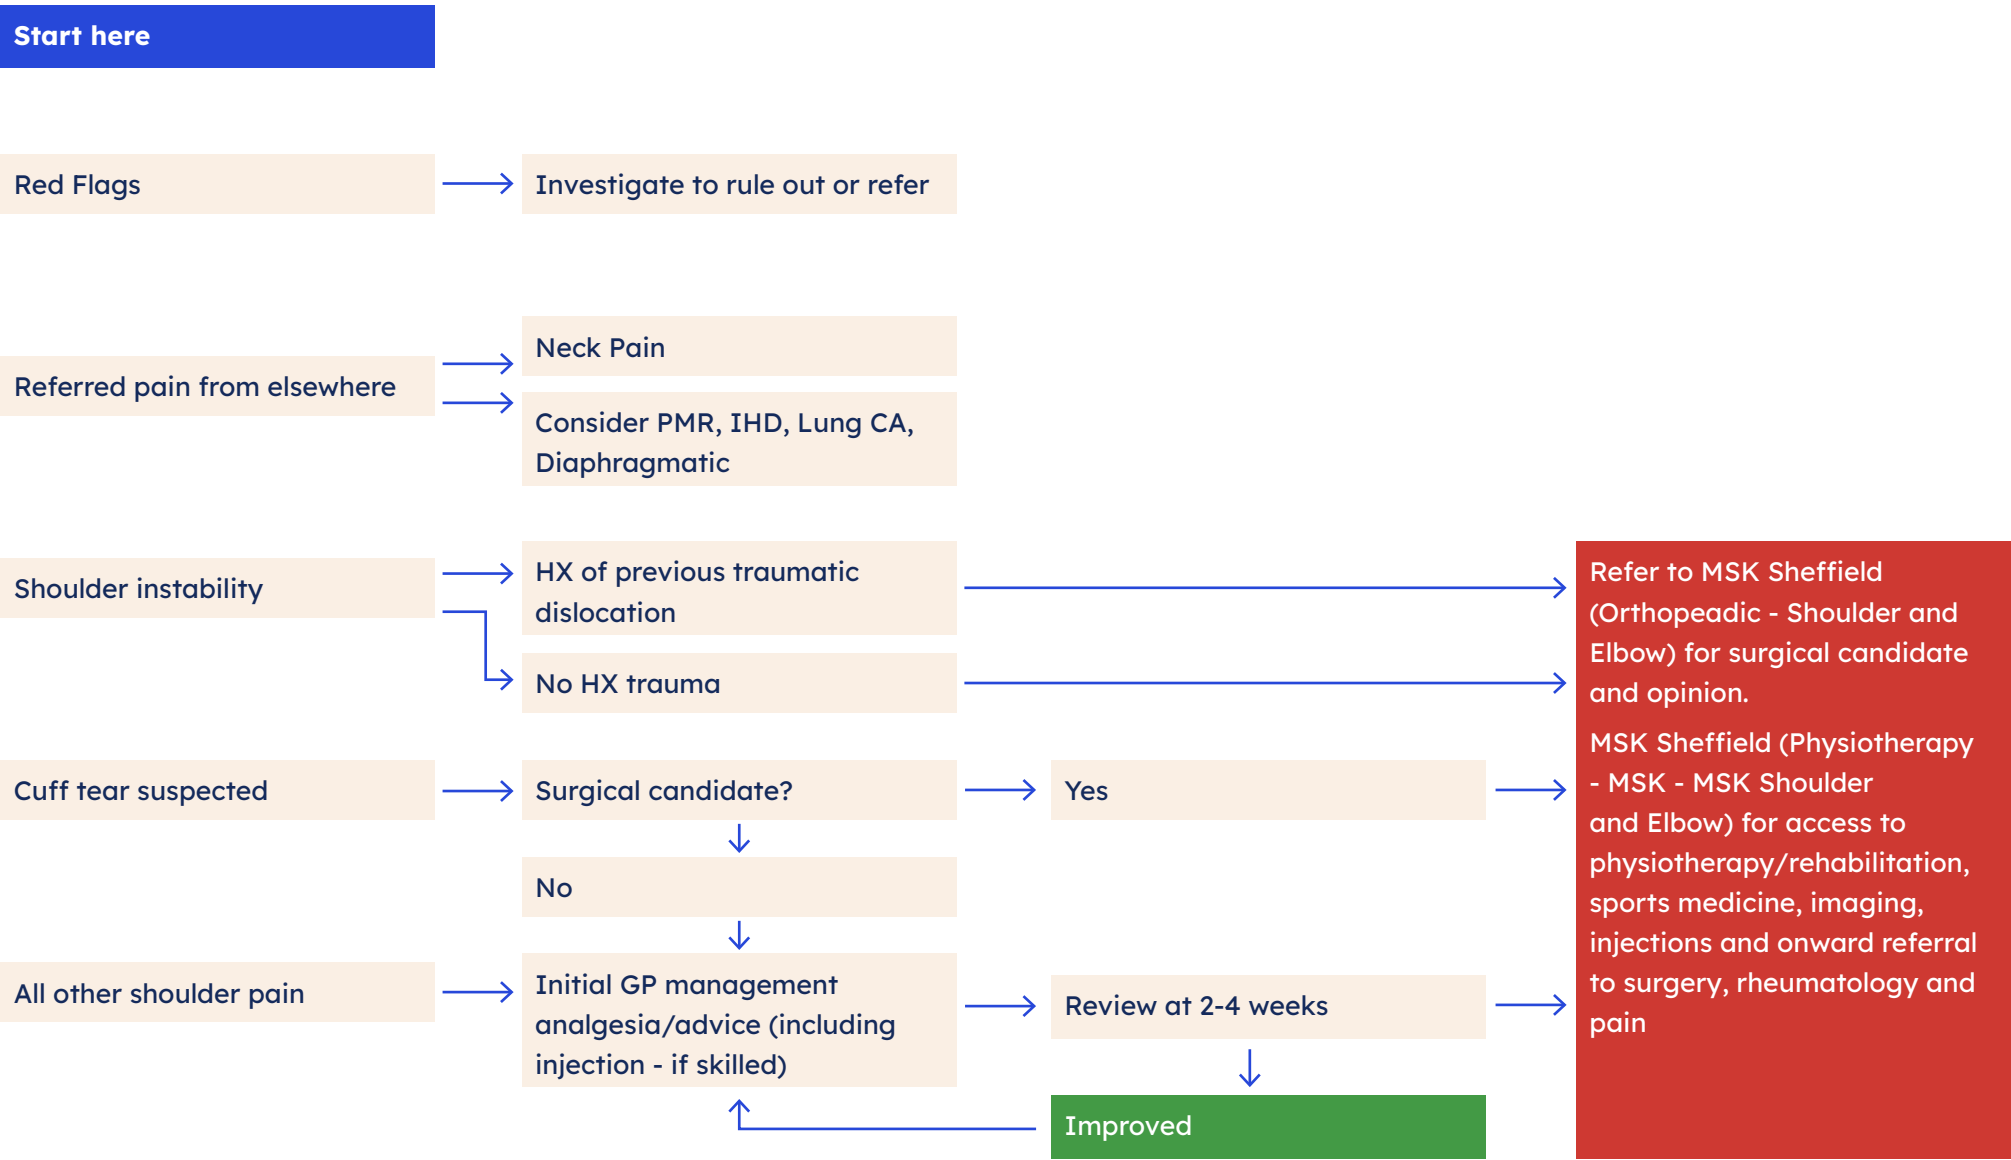 Start here
Red Flags
Investigate to rule out or refer
Referred pain from elsewhere
Neck Pain
Consider PMR, IHD, Lung CA,
Diaphragmatic
Shoulder instability
HX of previous traumatic
dislocation
No HX trauma
Cuff tear suspected
Surgical candidate?
Yes
No
All other shoulder pain
Initial GP management
analgesia/advice (including
injection - if skilled)
Review at 2-4 weeks
Improved
Refer to MSK Sheffield
(Orthopeadic - Shoulder and
Elbow) for surgical candidate
and opinion.
MSK Sheffield (Physiotherapy
- MSK - MSK Shoulder
and Elbow) for access to
physiotherapy/rehabilitation,
sports medicine, imaging,
injections and onward referral
to surgery, rheumatology and
pain